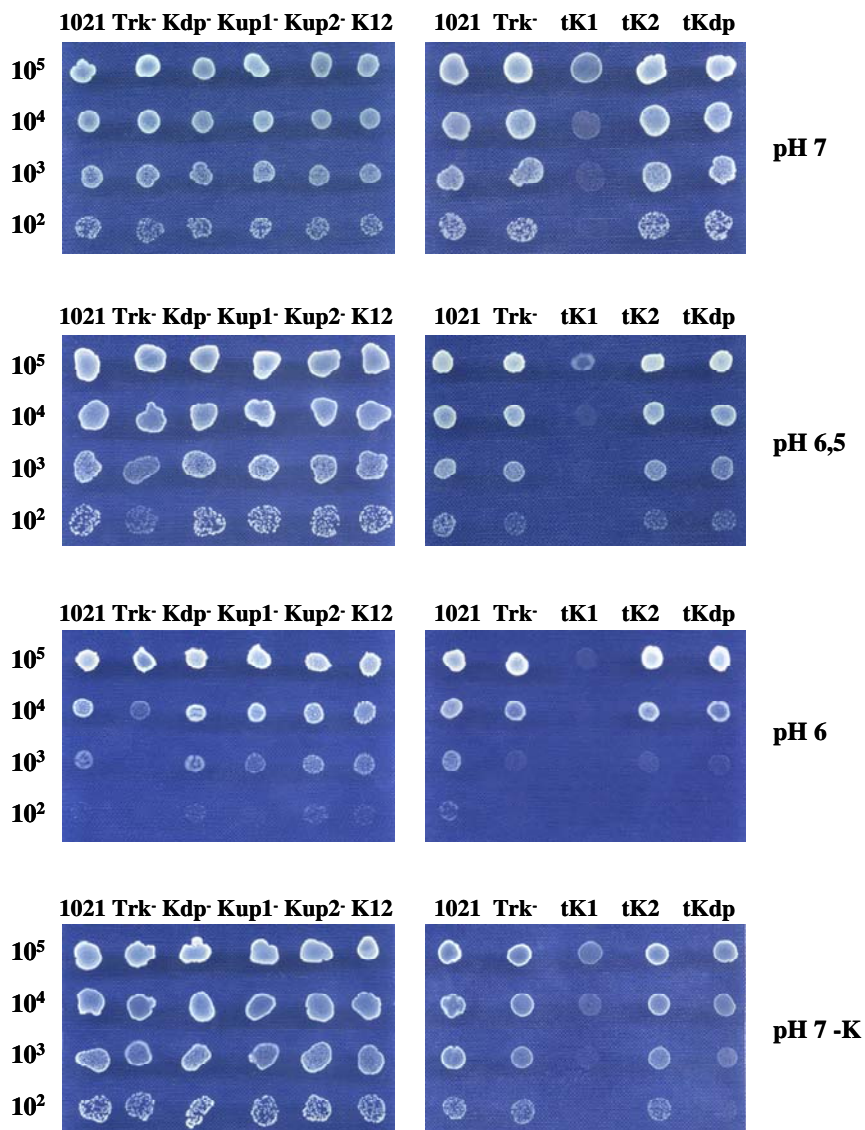 1021 Trk- Kdp- Kup1- Kup2- K12 1021 Trk- tK1 tK2 tKdp
10⁵
10⁴
10³
10²
pH 7
1021 Trk- Kdp- Kup1- Kup2- K12 1021 Trk- tK1 tK2 tKdp
10⁵
10⁴
10³
10²
pH 6,5
1021 Trk- Kdp- Kup1- Kup2- K12 1021 Trk- tK1 tK2 tKdp
10⁵
10⁴
10³
10²
pH 6
1021 Trk- Kdp- Kup1- Kup2- K12 1021 Trk- tK1 tK2 tKdp
10⁵
10⁴
10³
10²
pH 7 -K